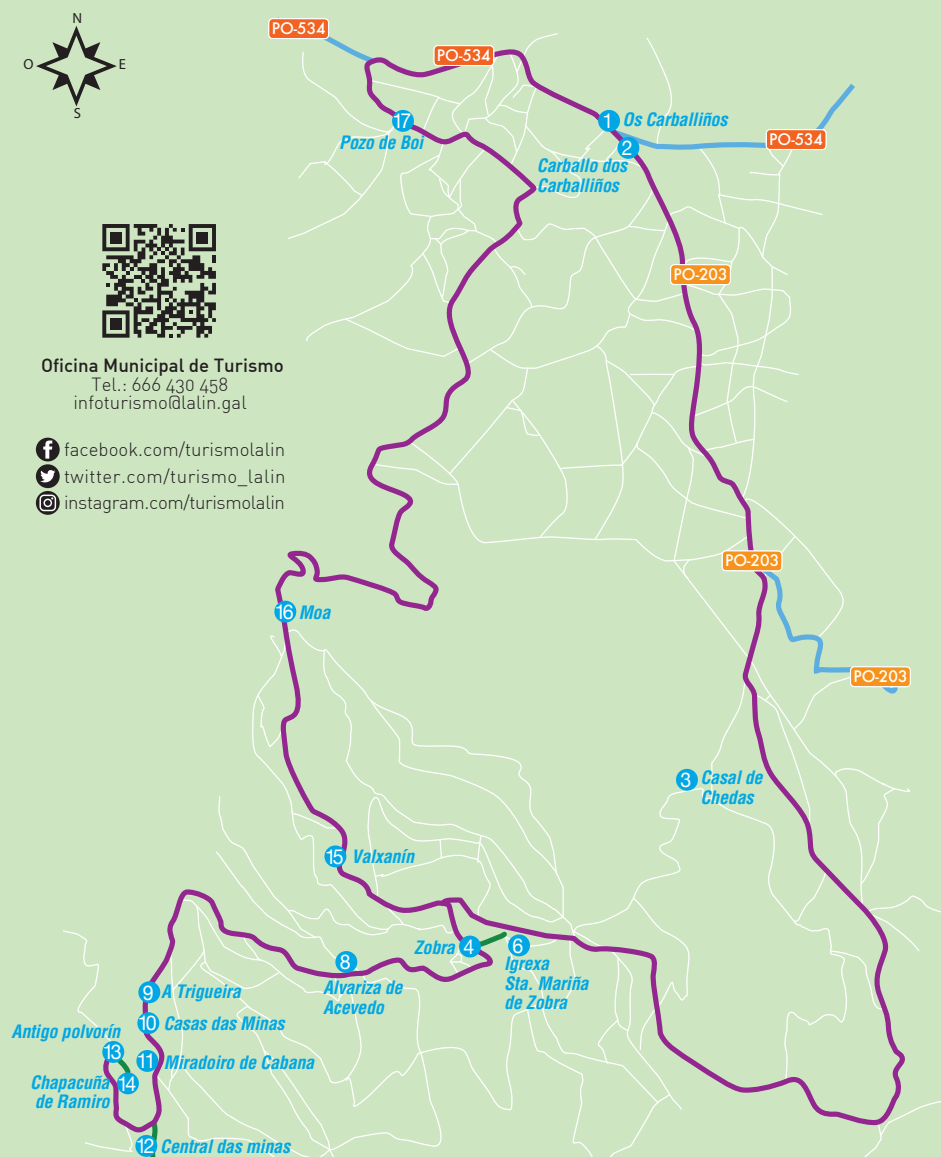 N
O
E
S
PO-534
PO-534
17
Pozo de Boi
1
Os Carballiños
2
Carballo dos
Carballiños
PO-534
PO-203
Oficina Municipal de Turismo
Tel.: 666 430 458
infoturismo@lalin.gal
facebook.com/turismolalin
twitter.com/turismo_lalin
instagram.com/turismolalin
PO-203
16 Moa
PO-203
3
Casal de
Chedas
15 Valxanín
Zobra 4
6
Igrexa
Sta. Mariña
de Zobra
8
Alvariza de
Acevedo
9 A Trigueira
10 Casas das Minas
Antigo polvorín
13
11 Miradoiro de Cabana
Chapacuña
de Ramiro
14
12 Central das minas